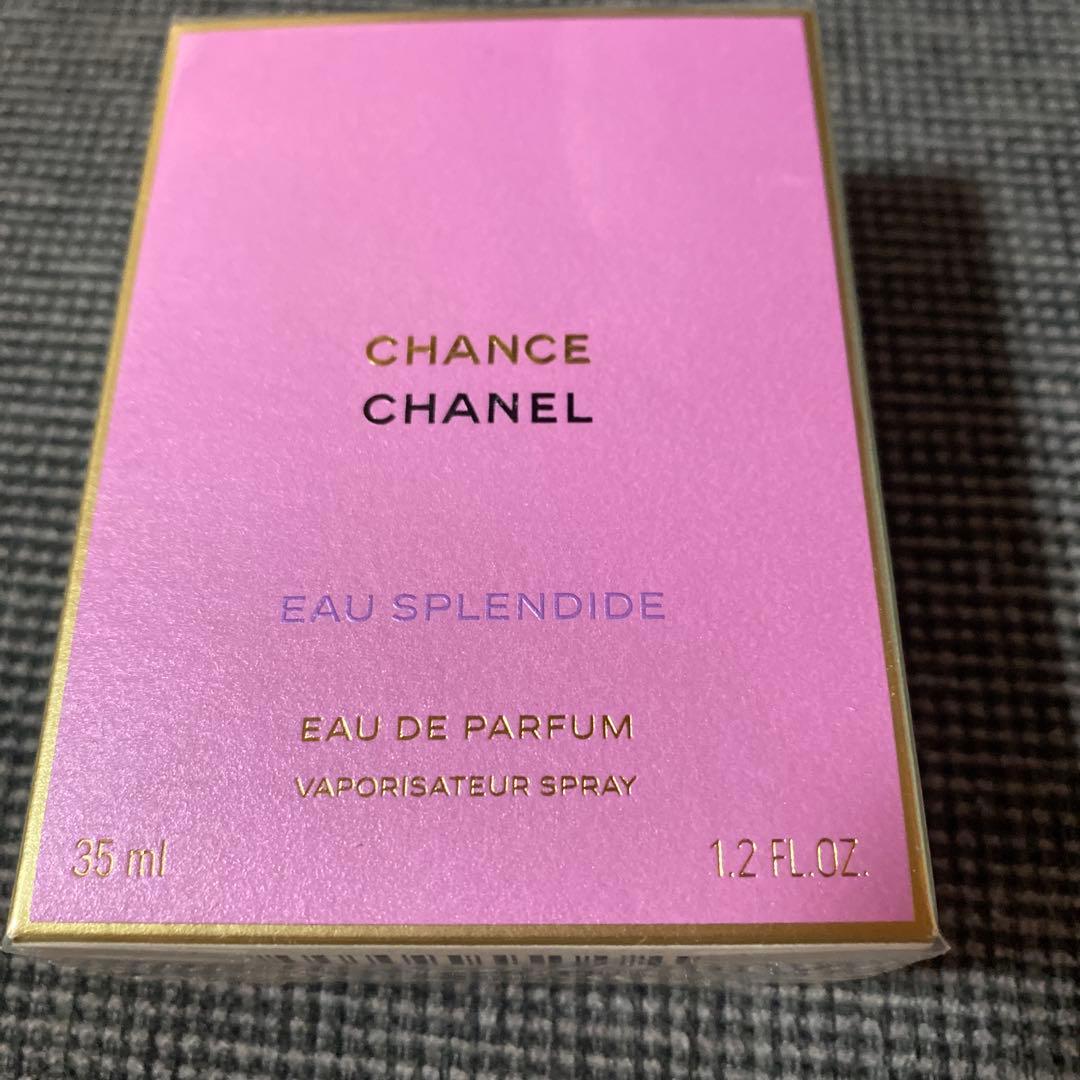 CHANCE
CHANEL
EAU SPLENDIDE
EAU DE PARFUM
VAPORISATEUR SPRAY
35 ml 1.2 FL.OZ.